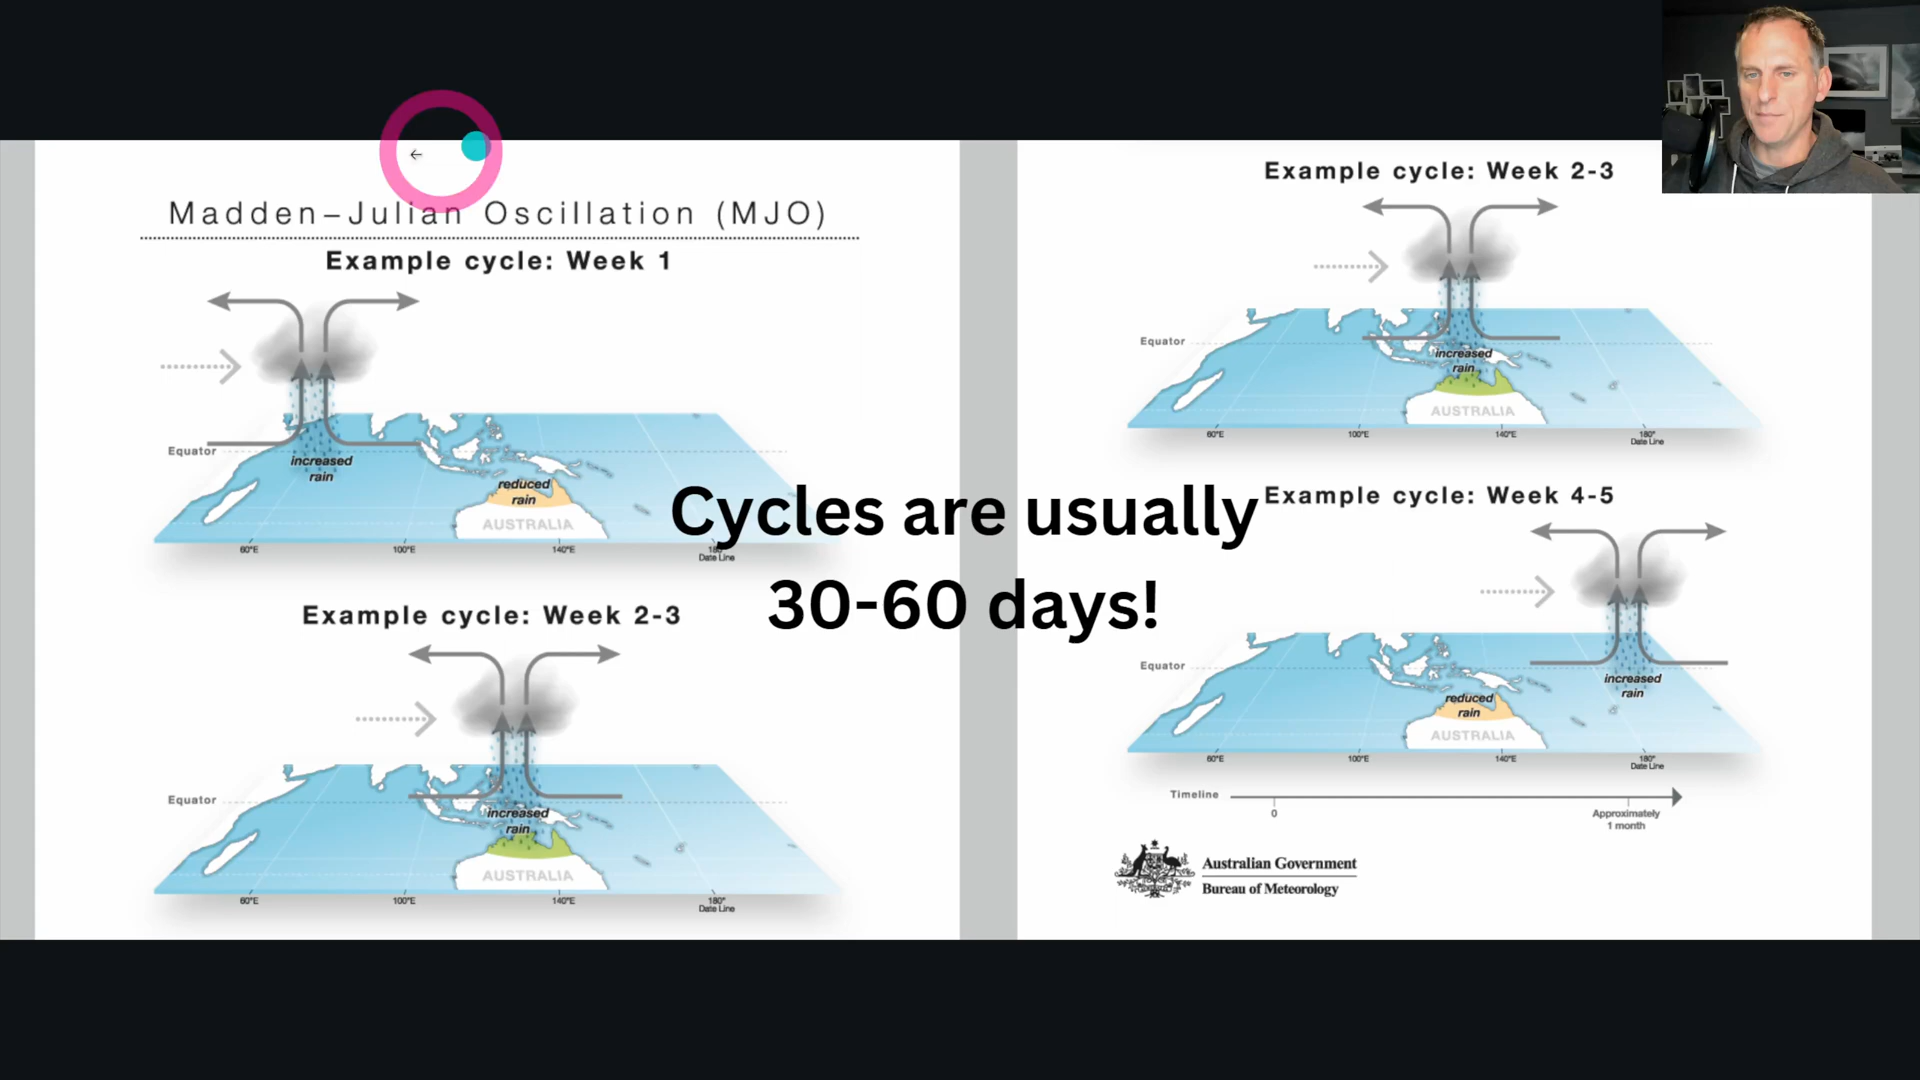 Madden–Julian Oscillation (MJO)
Example cycle: Week 1
Equator
increased
rain
reduced
rain
AUSTRALIA
60°E
100°E
140°E
180°
Date Line
Example cycle: Week 2-3
Equator
increased
rain
AUSTRALIA
60°E
100°E
140°E
180°
Date Line
Cycles are usually
30-60 days!
Example cycle: Week 2-3
Equator
increased
rain
AUSTRALIA
60°E
100°E
140°E
180°
Date Line
Example cycle: Week 4-5
Equator
increased
rain
reduced
rain
AUSTRALIA
60°E
100°E
140°E
180°
Date Line
Timeline
0
Approximately
1 month
Australian Government
Bureau of Meteorology